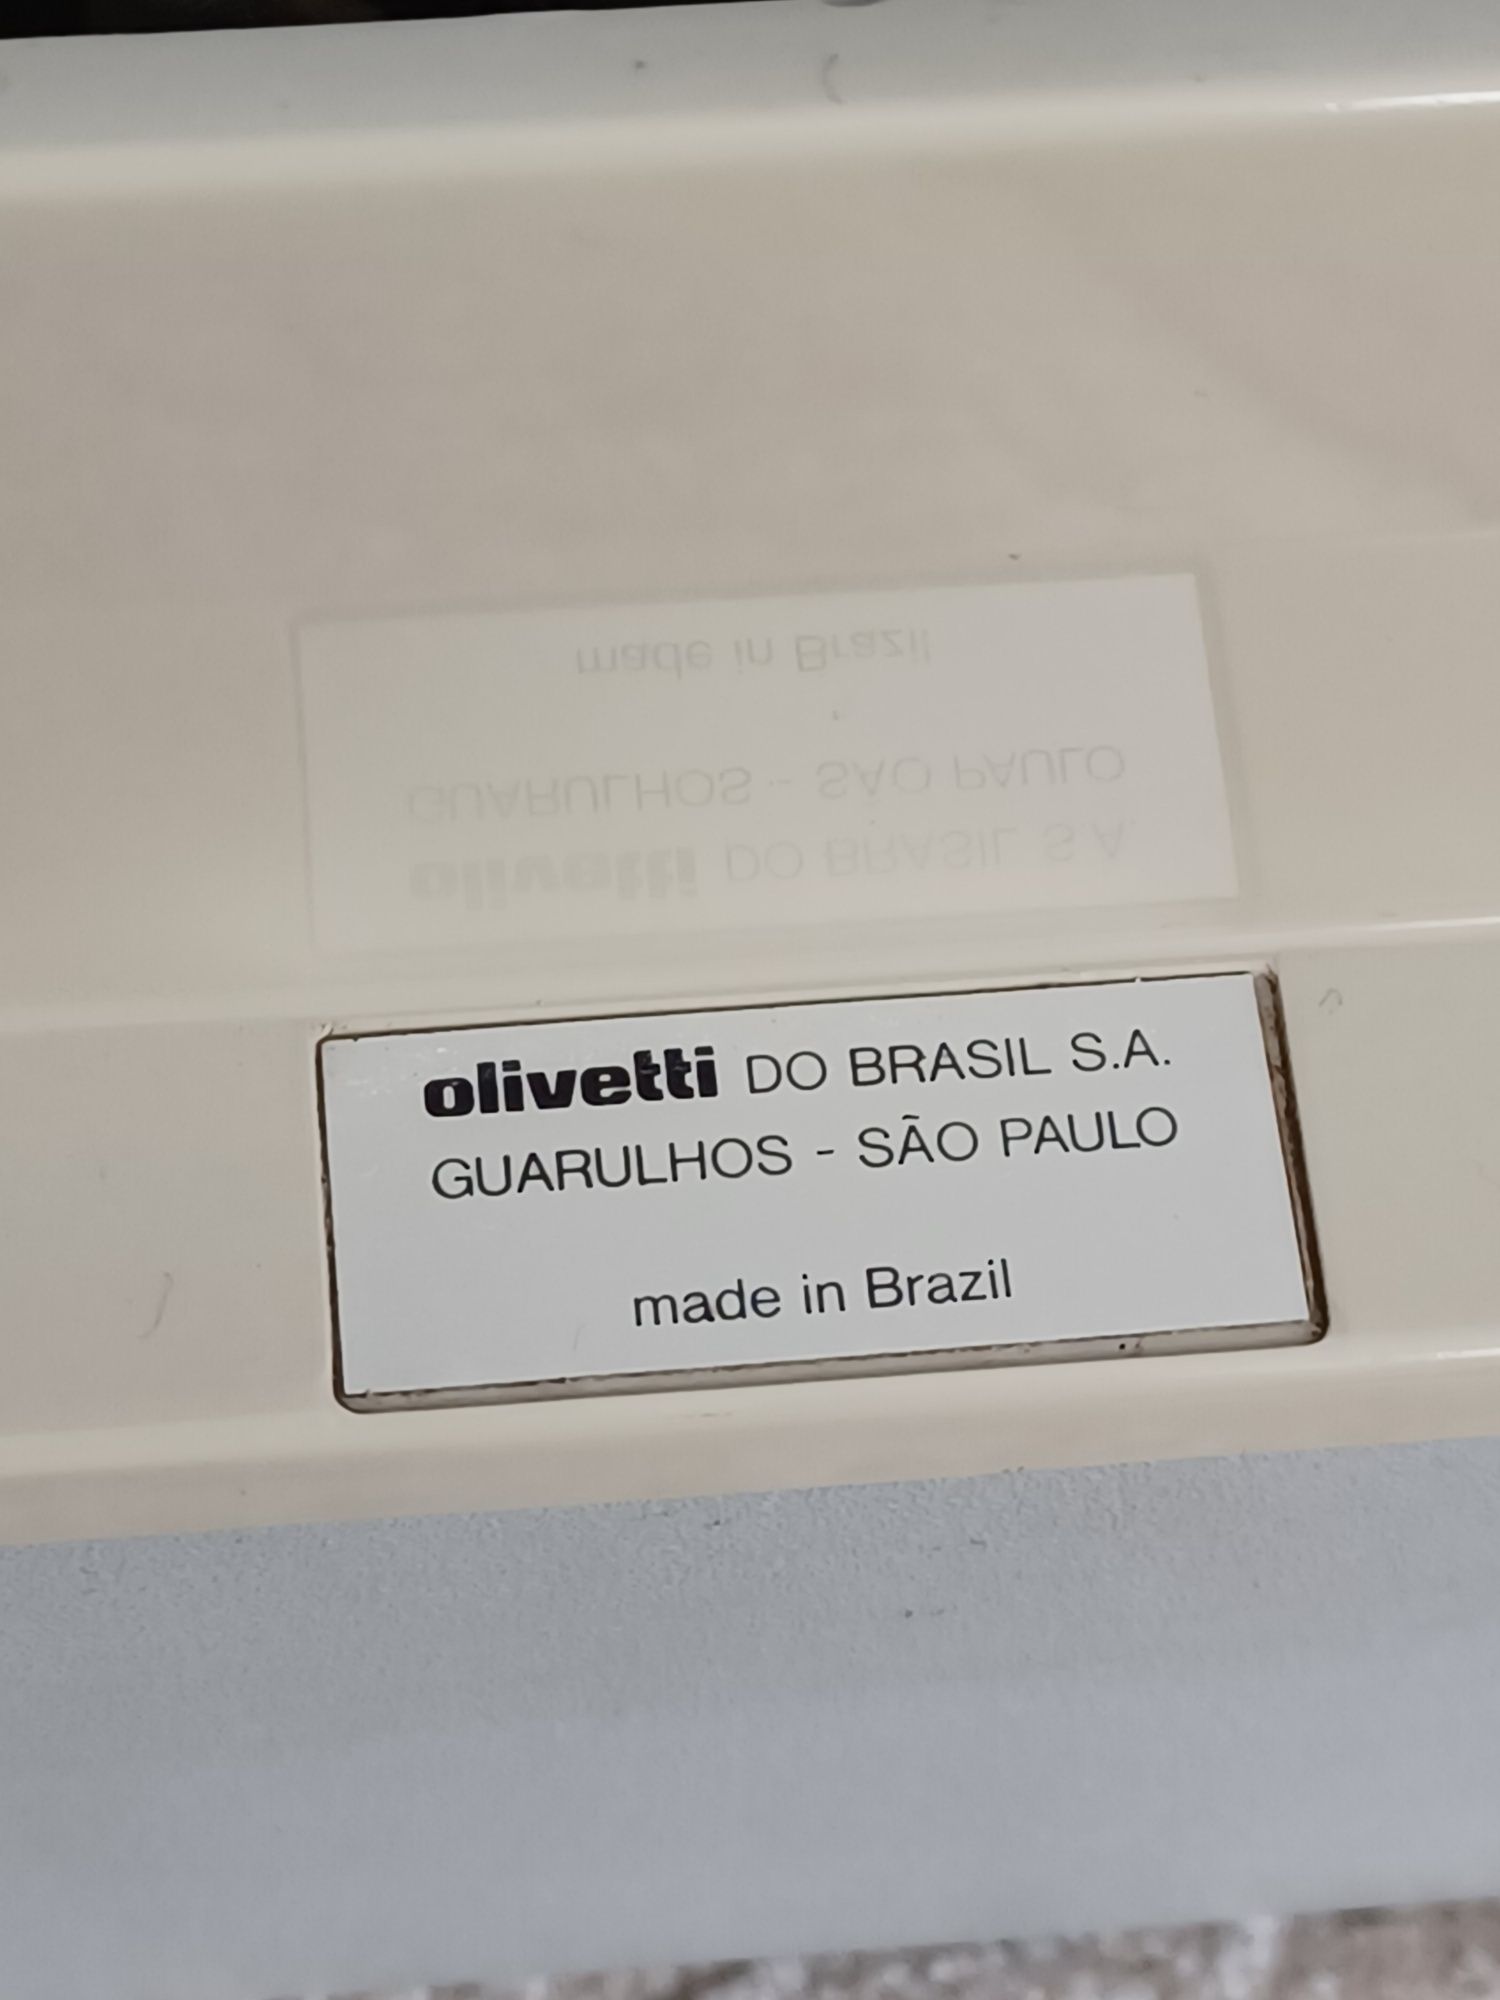 olivetti DO BRASIL S.A.
GUARULHOS - SÃO PAULO
made in Brazil